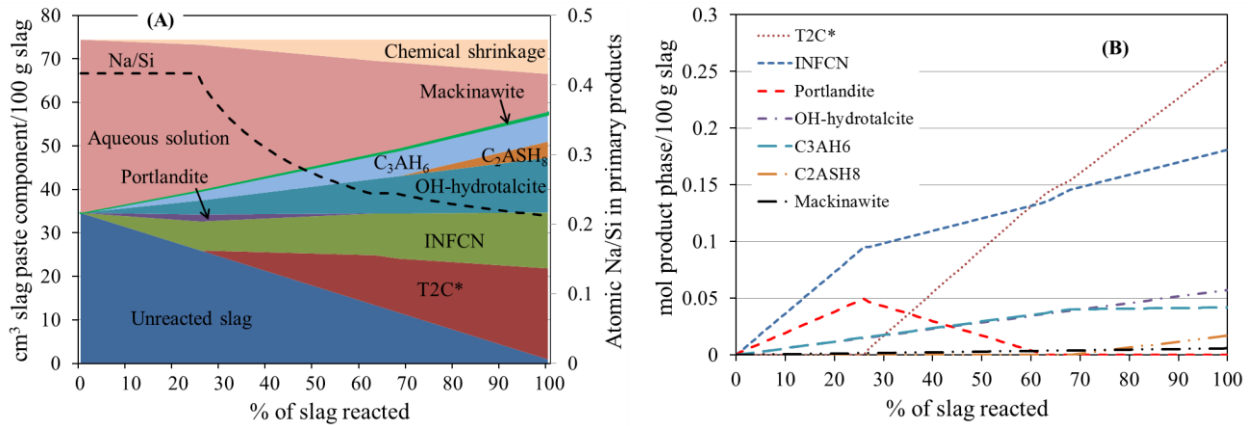 (A)
cm³ slag paste component/100 g slag
80
70
60
50
40
30
20
10
0
Na/Si
Chemical shrinkage
Mackinawite
Aqueous solution
C₃AH₆
C₂ASH₈
Portlandite
OH-hydrotalcite
INFCN
T2C*
Unreacted slag
0.5
0.4
0.3
0.2
0.1
0
Atomic Na/Si in primary products
0 10 20 30 40 50 60 70 80 90 100
% of slag reacted
(B)
mol product phase/100 g slag
0.3
0.25
0.2
0.15
0.1
0.05
0
T2C*
INFCN
Portlandite
OH-hydrotalcite
C3AH6
C2ASH8
Mackinawite
0 10 20 30 40 50 60 70 80 90 100
% of slag reacted